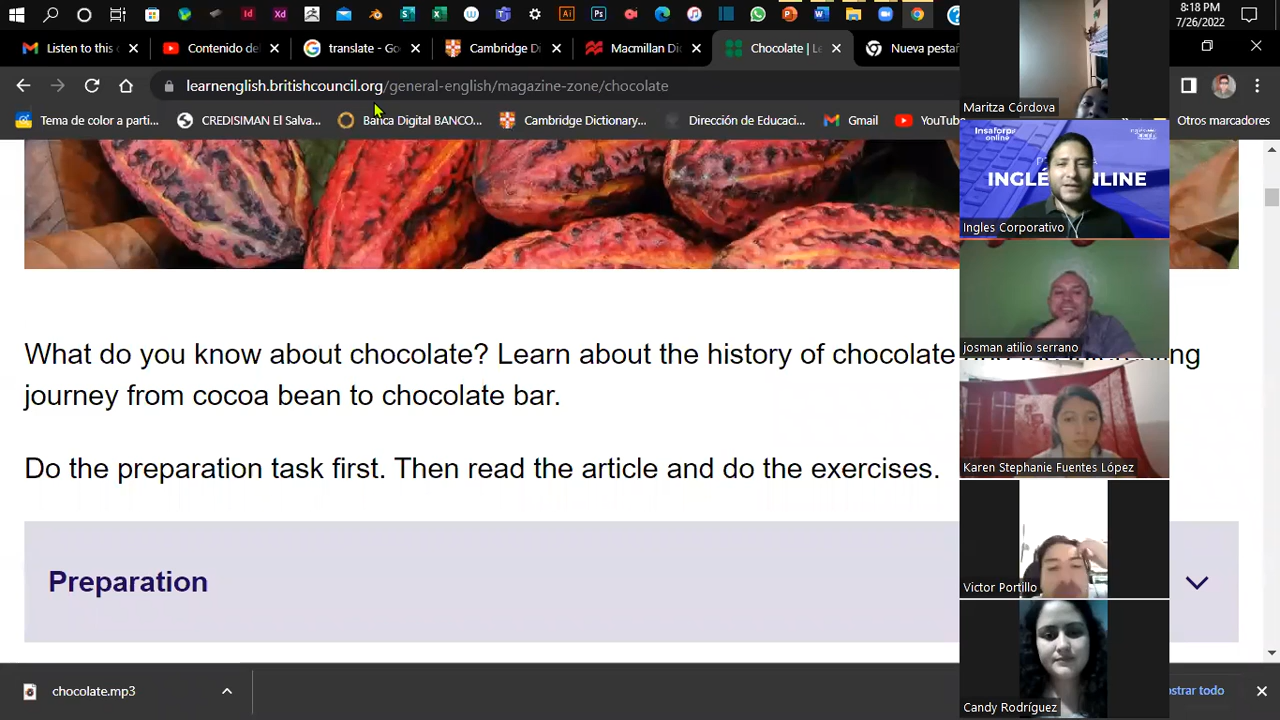 8:18 PM
7/26/2022
Listen to this
Contenido de
translate - Go
Cambridge Di
Macmillan Dic
Chocolate | Le
Nueva pestañ
learnenglish.britishcouncil.org/general-english/magazine-zone/chocolate
Tema de color a parti...
CREDISIMAN El Salva...
Banca Digital BANCO...
Cambridge Dictionary...
Dirección de Educaci...
Gmail
YouTub
Otros marcadores
Maritza Córdova
Insaforp
online
INGLÉS ONLINE
Ingles Corporativo
josman atilio serrano
What do you know about chocolate? Learn about the history of chocolate
journey from cocoa bean to chocolate bar.
Karen Stephanie Fuentes López
Do the preparation task first. Then read the article and do the exercises.
Preparation
Victor Portillo
chocolate.mp3
strar todo
Candy Rodríguez